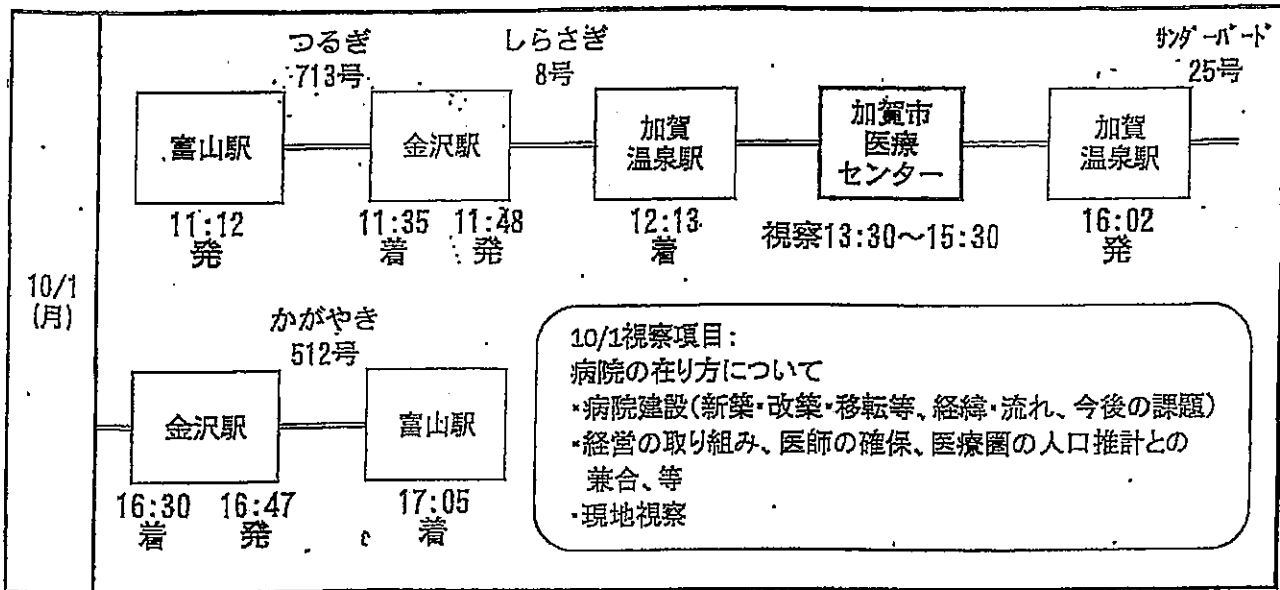 10/1
(月)
つるぎ
713号
しらさぎ
8号
サンダーバード
25号
富山駅
金沢駅
加賀
温泉駅
加賀市
医療
センター
加賀
温泉駅
11:12
発
11:35
着
11:48
発
12:13
着
視察13:30～15:30
16:02
発
かがやき
512号
金沢駅
富山駅
16:30
着
16:47
発
17:05
着
10/1視察項目:
病院の在り方について
・病院建設(新築・改築・移転等、経緯・流れ、今後の課題)
・経営の取り組み、医師の確保、医療圏の人口推計との
兼合、等
・現地視察